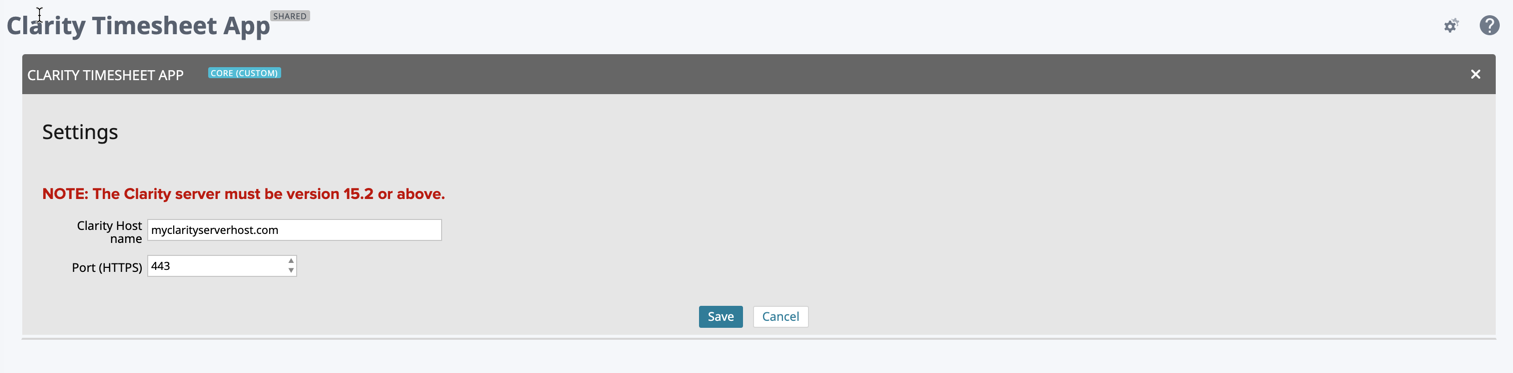 Clarity Timesheet App SHARED
CLARITY TIMESHEET APP CORE (CUSTOM)
Settings
NOTE: The Clarity server must be version 15.2 or above.
Clarity Host
name
myclarityserverhost.com
Port (HTTPS) 443
Save Cancel